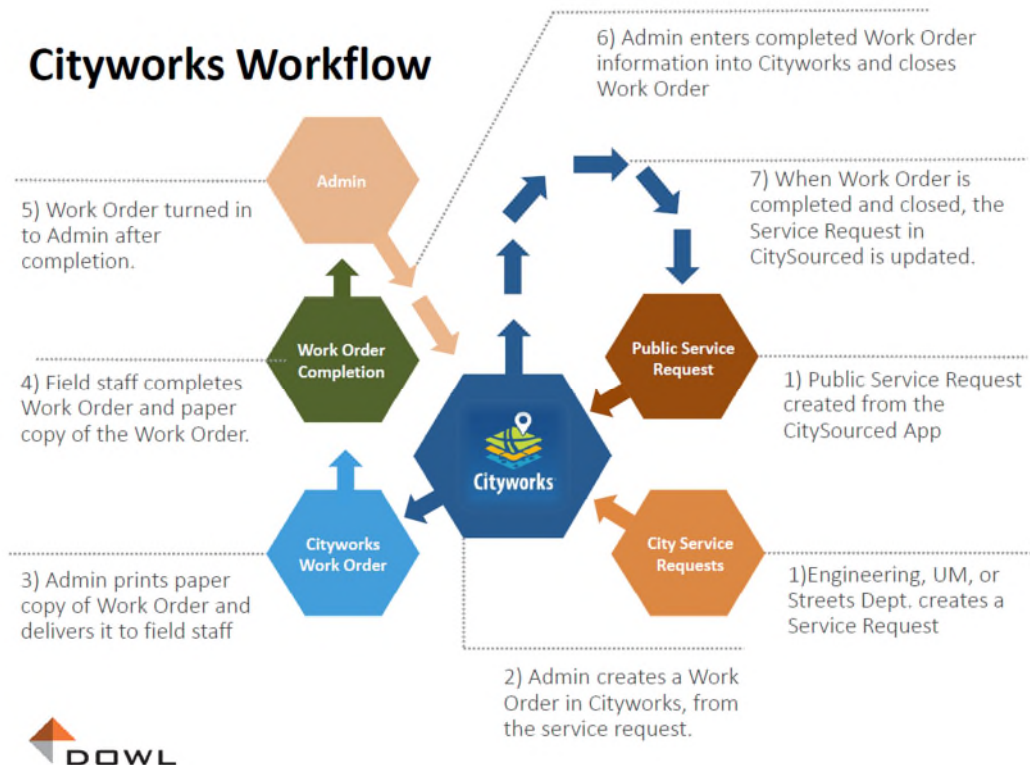 Cityworks Workflow
6) Admin enters completed Work Order
information into Cityworks and closes
Work Order
Admin
5) Work Order turned in
to Admin after
completion.
7) When Work Order is
completed and closed, the
Service Request in
CitySourced is updated.
Work Order
Completion
Public Service
Request
4) Field staff completes
Work Order and paper
copy of the Work Order.
1) Public Service Request
created from the
CitySourced App
Cityworks
Cityworks
Work Order
City Service
Requests
3) Admin prints paper
copy of Work Order and
delivers it to field staff
1)Engineering, UM, or
Streets Dept. creates a
Service Request
2) Admin creates a Work
Order in Cityworks, from
the service request.
DOWL